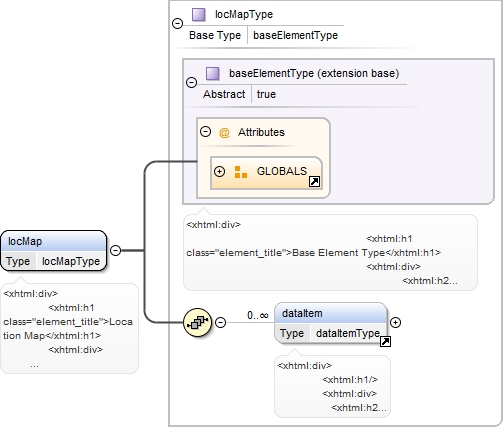 locMapType
Base Type baseElementType
baseElementType (extension base)
Abstract true
@ Attributes
GLOBALS
<xhtml:div>
<xhtml:h1
class="element_title">Base Element Type</xhtml:h1>
<xhtml:div>
<xhtml:h2...
locMap
Type locMapType
<xhtml:div>
<xhtml:h1
class="element_title">Loca
tion Map</xhtml:h1>
<xhtml:div>
...
0..∞
dataItem
Type dataItemType
<xhtml:div>
<xhtml:h1/>
<xhtml:div>
<xhtml:h2...